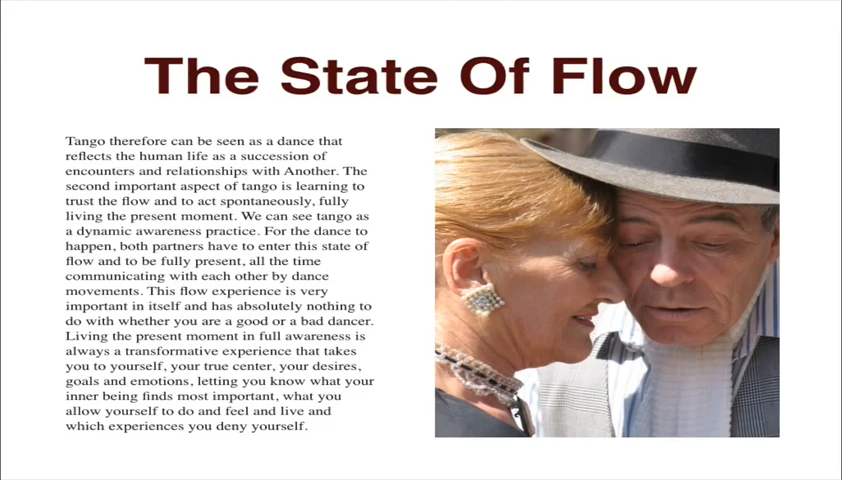 The State Of Flow
Tango therefore can be seen as a dance that
reflects the human life as a succession of
encounters and relationships with Another. The
second important aspect of tango is learning to
trust the flow and to act spontaneously, fully
living the present moment. We can see tango as
a dynamic awareness practice. For the dance to
happen, both partners have to enter this state of
flow and to be fully present, all the time
communicating with each other by dance
movements. This flow experience is very
important in itself and has absolutely nothing to
do with whether you are a good or a bad dancer.
Living the present moment in full awareness is
always a transformative experience that takes
you to yourself, your true center, your desires,
goals and emotions, letting you know what your
inner being finds most important, what you
allow yourself to do and feel and live and
which experiences you deny yourself.